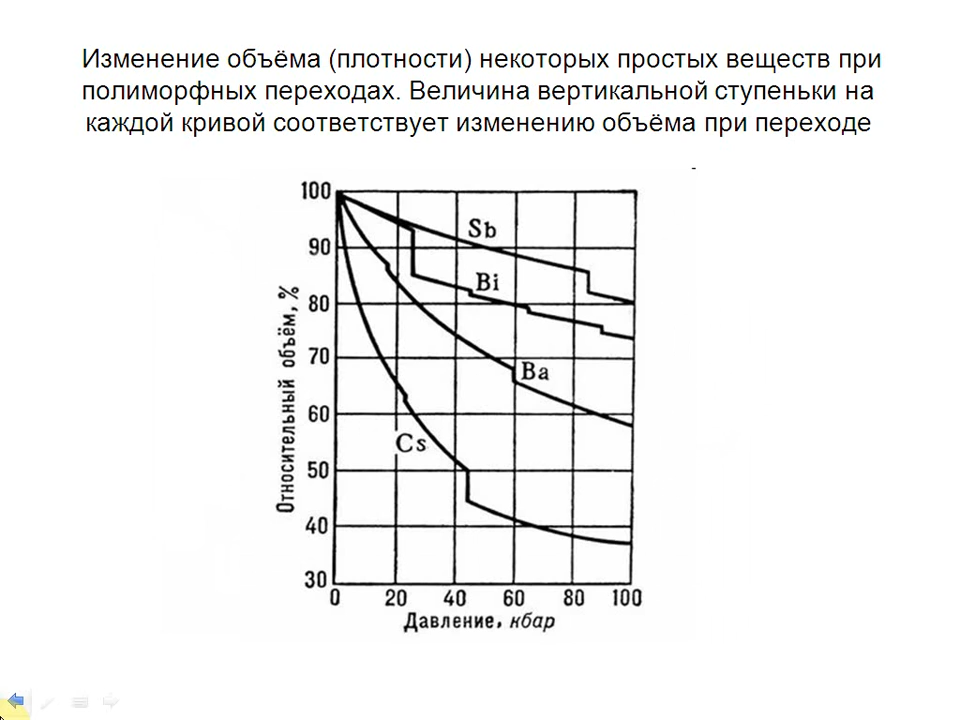 Изменение объёма (плотности) некоторых простых веществ при
полиморфных переходах. Величина вертикальной ступеньки на
каждой кривой соответствует изменению объёма при переходе
100
90
80
70
60
50
40
30
Относительный объём, %
Sb
Bi
Ba
Cs
0 20 40 60 80 100
Давление, кбар